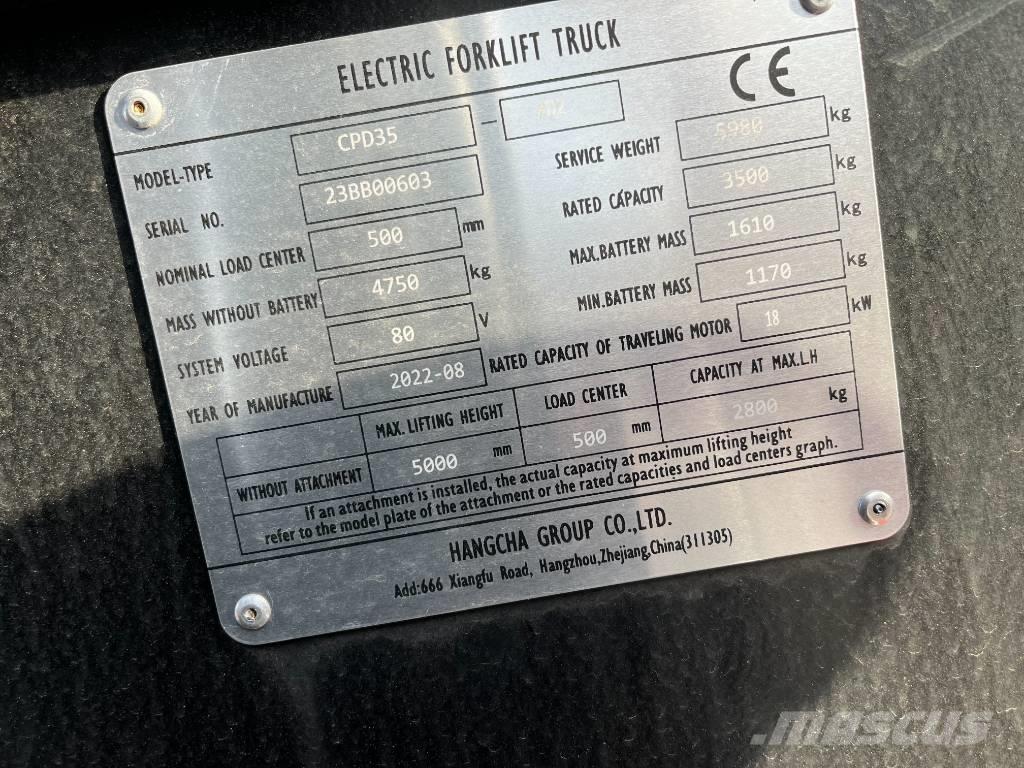 ELECTRIC FORKLIFT TRUCK
CE
MODEL-TYPE CPD35 -
SERIAL NO. 23BB00603
NOMINAL LOAD CENTER 500 mm
MASS WITHOUT BATTERY 4750 kg
SYSTEM VOLTAGE 80 V
YEAR OF MANUFACTURE 2022-08
SERVICE WEIGHT 5980 kg
RATED CAPACITY 3500 kg
MAX.BATTERY MASS 1610 kg
MIN.BATTERY MASS 1170 kg
RATED CAPACITY OF TRAVELING MOTOR 18 kW
MAX. LIFTING HEIGHT LOAD CENTER CAPACITY AT MAX.LH
WITHOUT ATTACHMENT 5000 mm 500 mm 2800 kg
If an attachment is installed, the actual capacity at maximum lifting height
refer to the model plate of the attachment or the rated capacities and load centers graph.
HANGCHA GROUP CO.,LTD.
Add:666 Xiangfu Road, Hangzhou,Zhejiang,China(311305)
mascus